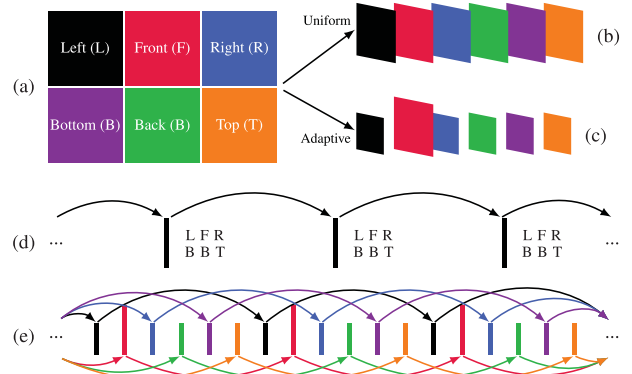 (a)
Left (L) Front (F) Right (R)
Bottom (B) Back (B) Top (T)
Uniform
(b)
Adaptive
(c)
(d)
... L F R L F R L F R ...
B B T B B T B B T
(e)
... ...